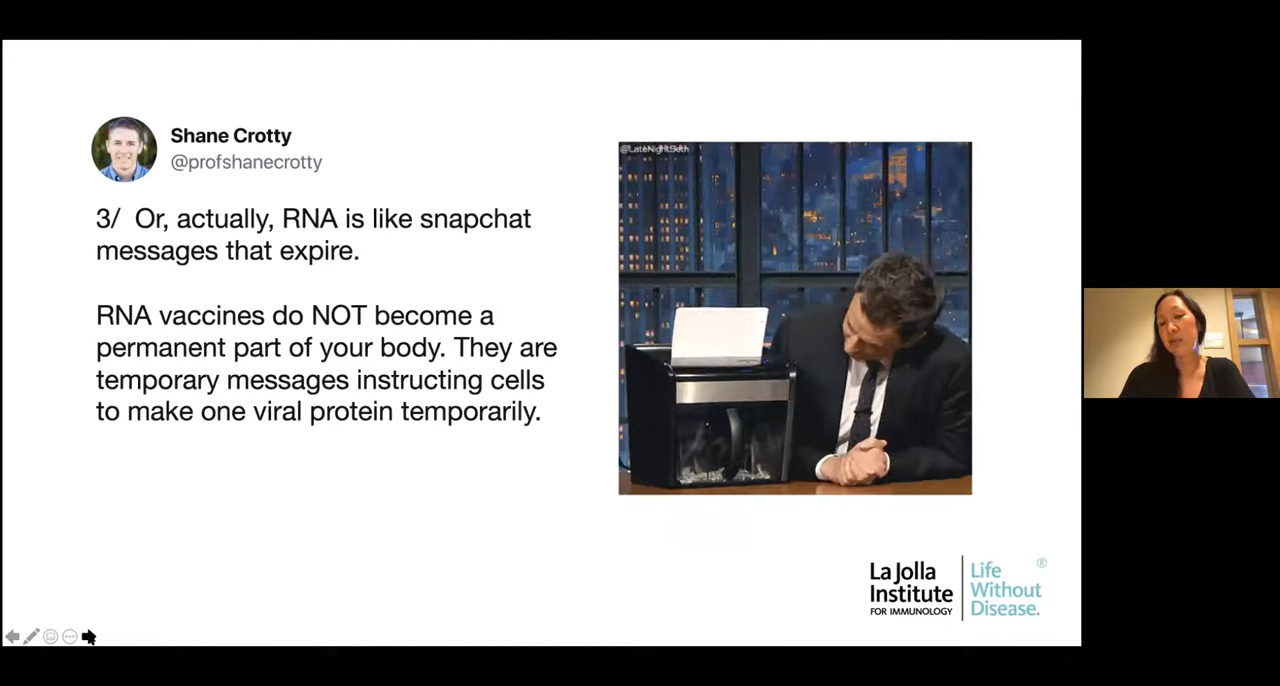 Shane Crotty
@profshanecrotty
3/ Or, actually, RNA is like snapchat
messages that expire.
RNA vaccines do NOT become a
permanent part of your body. They are
temporary messages instructing cells
to make one viral protein temporarily.
@LateNightSeth
La Jolla
Institute
FOR IMMUNOLOGY
Life
Without
Disease.
®